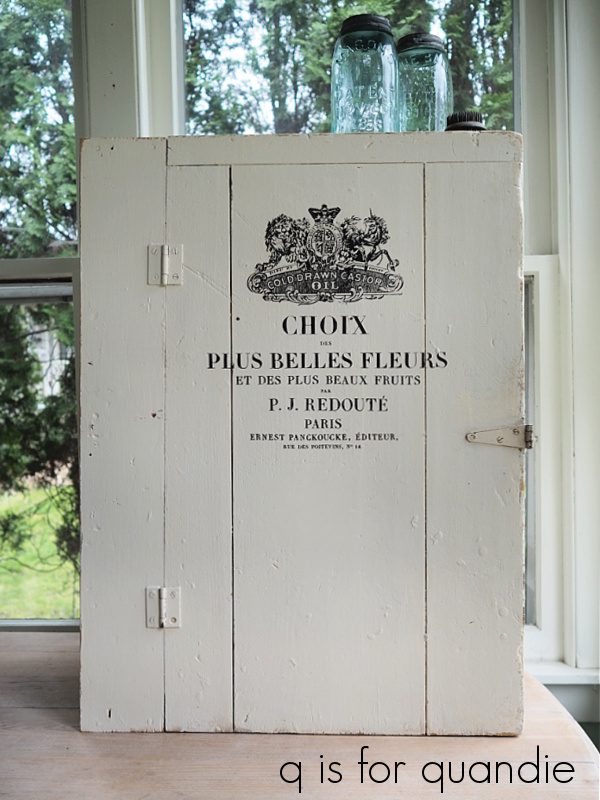 COLD DRAWN CASTOR
OIL
CHOIX
DES
PLUS BELLES FLEURS
ET DES PLUS BEAUX FRUITS
PAR
P. J. REDOUTÉ
PARIS
ERNEST PANCKOUCKE, ÉDITEUR,
RUE DES POITEVINS, Nº 14
q is for quandie